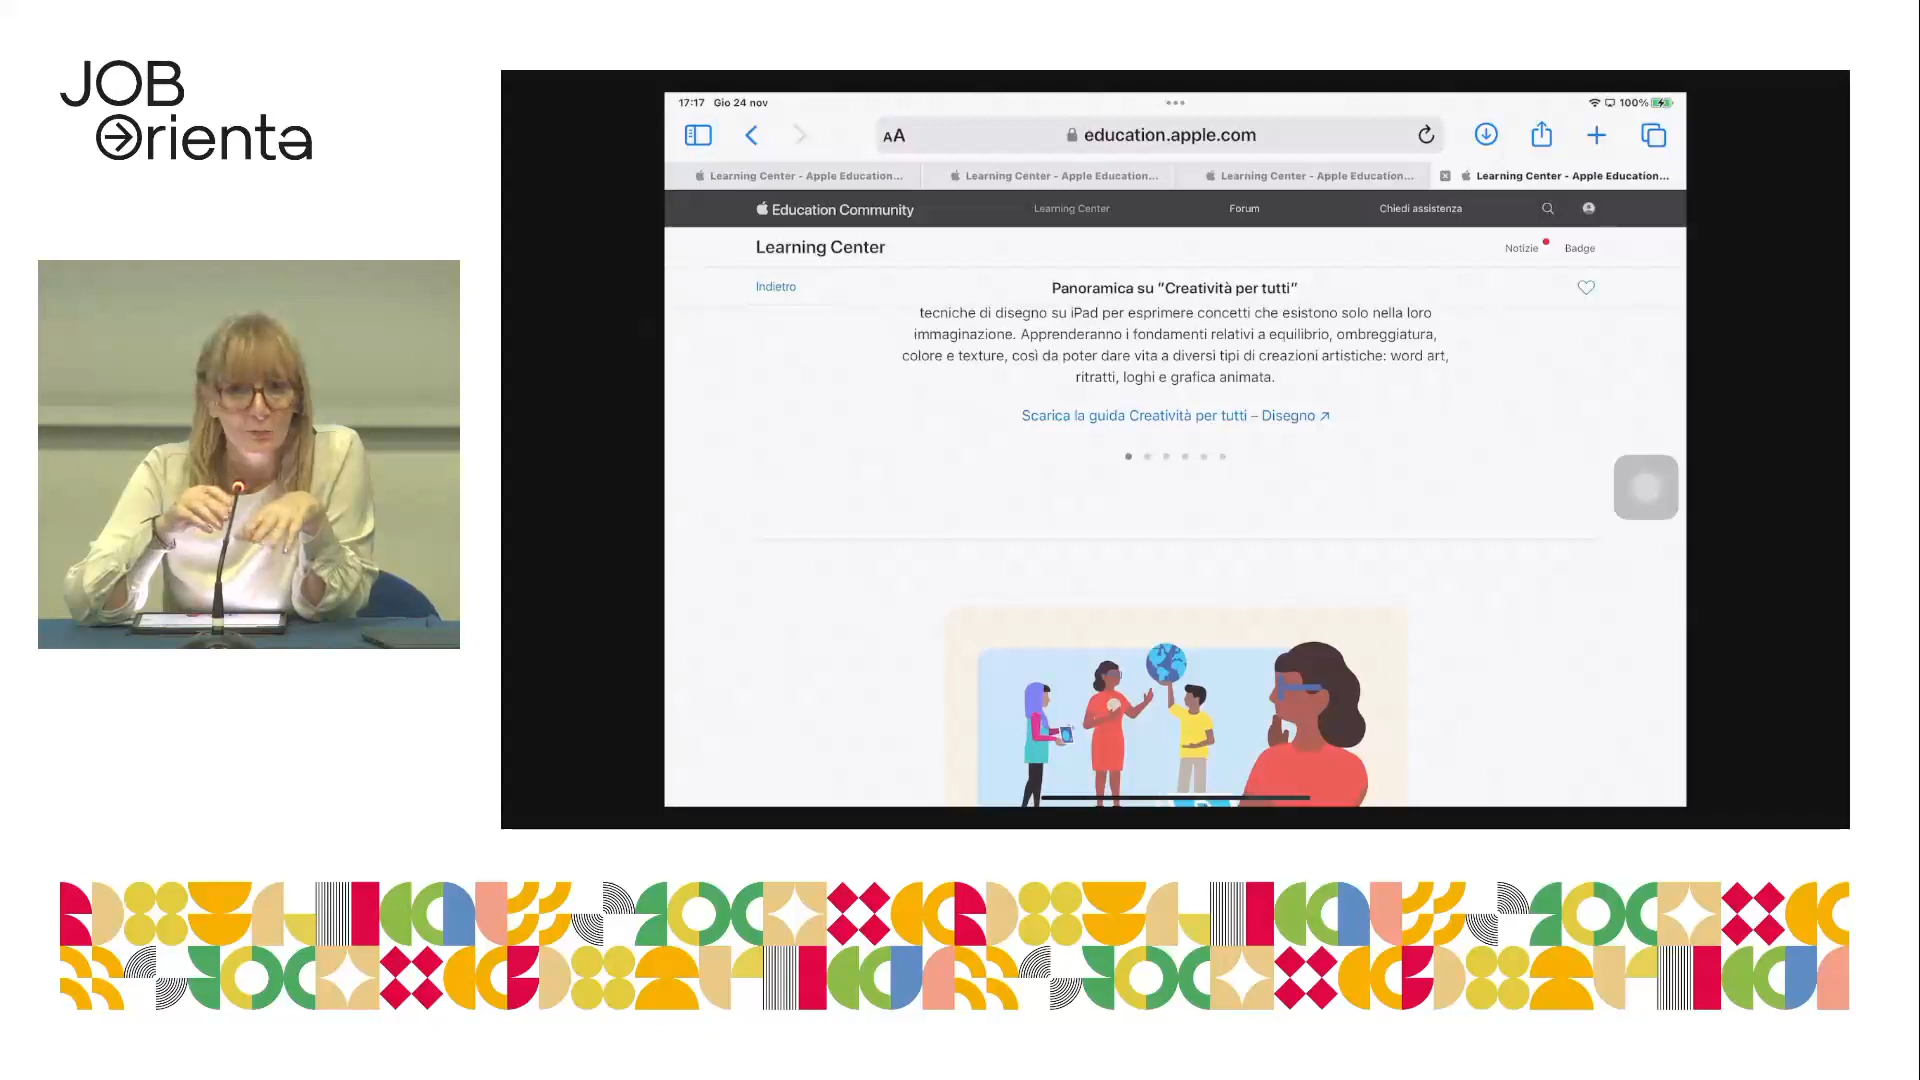 JOB
Orienta
17:17 Gio 24 nov
100%
AA
education.apple.com
Learning Center - Apple Education...
Learning Center - Apple Education...
Learning Center - Apple Education...
Learning Center - Apple Education...
Education Community
Learning Center
Forum
Chiedi assistenza
Learning Center
Notizie
Badge
Indietro
Panoramica su “Creatività per tutti”
tecniche di disegno su iPad per esprimere concetti che esistono solo nella loro
immaginazione. Apprenderanno i fondamenti relativi a equilibrio, ombreggiatura,
colore e texture, così da poter dare vita a diversi tipi di creazioni artistiche: word art,
ritratti, loghi e grafica animata.
Scarica la guida Creatività per tutti – Disegno ↗